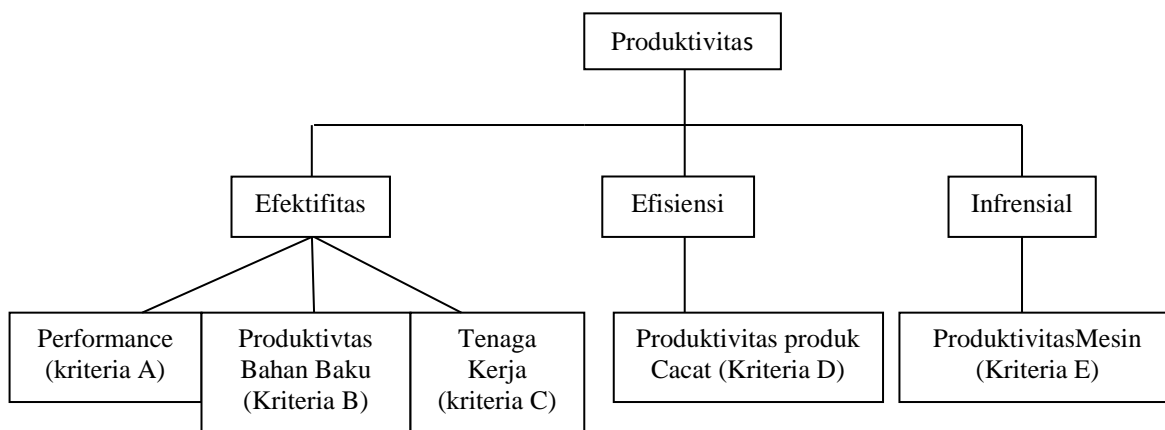 Produktivitas
Efektifitas
Efisiensi
Infrensial
Performance
(kriteria A)
Produktivtas
Bahan Baku
(Kriteria B)
Tenaga
Kerja
(kriteria C)
Produktivitas produk
Cacat (Kriteria D)
ProduktivitasMesin
(Kriteria E)